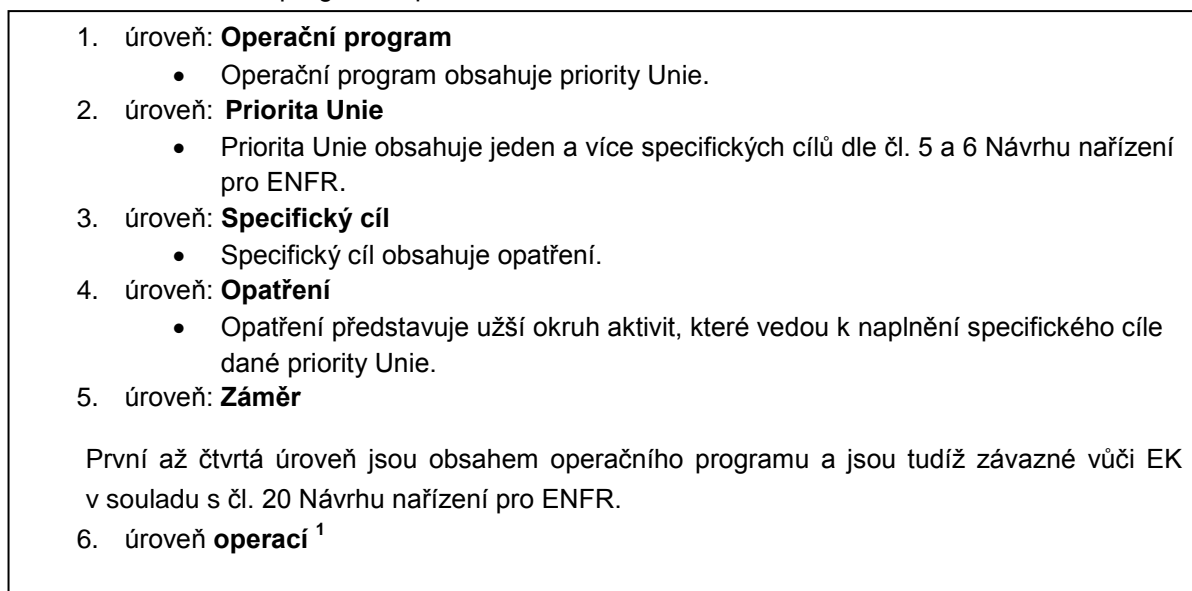 1. úroveň: Operační program
• Operační program obsahuje priority Unie.
2. úroveň: Priorita Unie
• Priorita Unie obsahuje jeden a více specifických cílů dle čl. 5 a 6 Návrhu nařízení
pro ENFR.
3. úroveň: Specifický cíl
• Specifický cíl obsahuje opatření.
4. úroveň: Opatření
• Opatření představuje užší okruh aktivit, které vedou k naplnění specifického cíle
dané priority Unie.
5. úroveň: Záměr
První až čtvrtá úroveň jsou obsahem operačního programu a jsou tudíž závazné vůči EK
v souladu s čl. 20 Návrhu nařízení pro ENFR.
6. úroveň operací 1